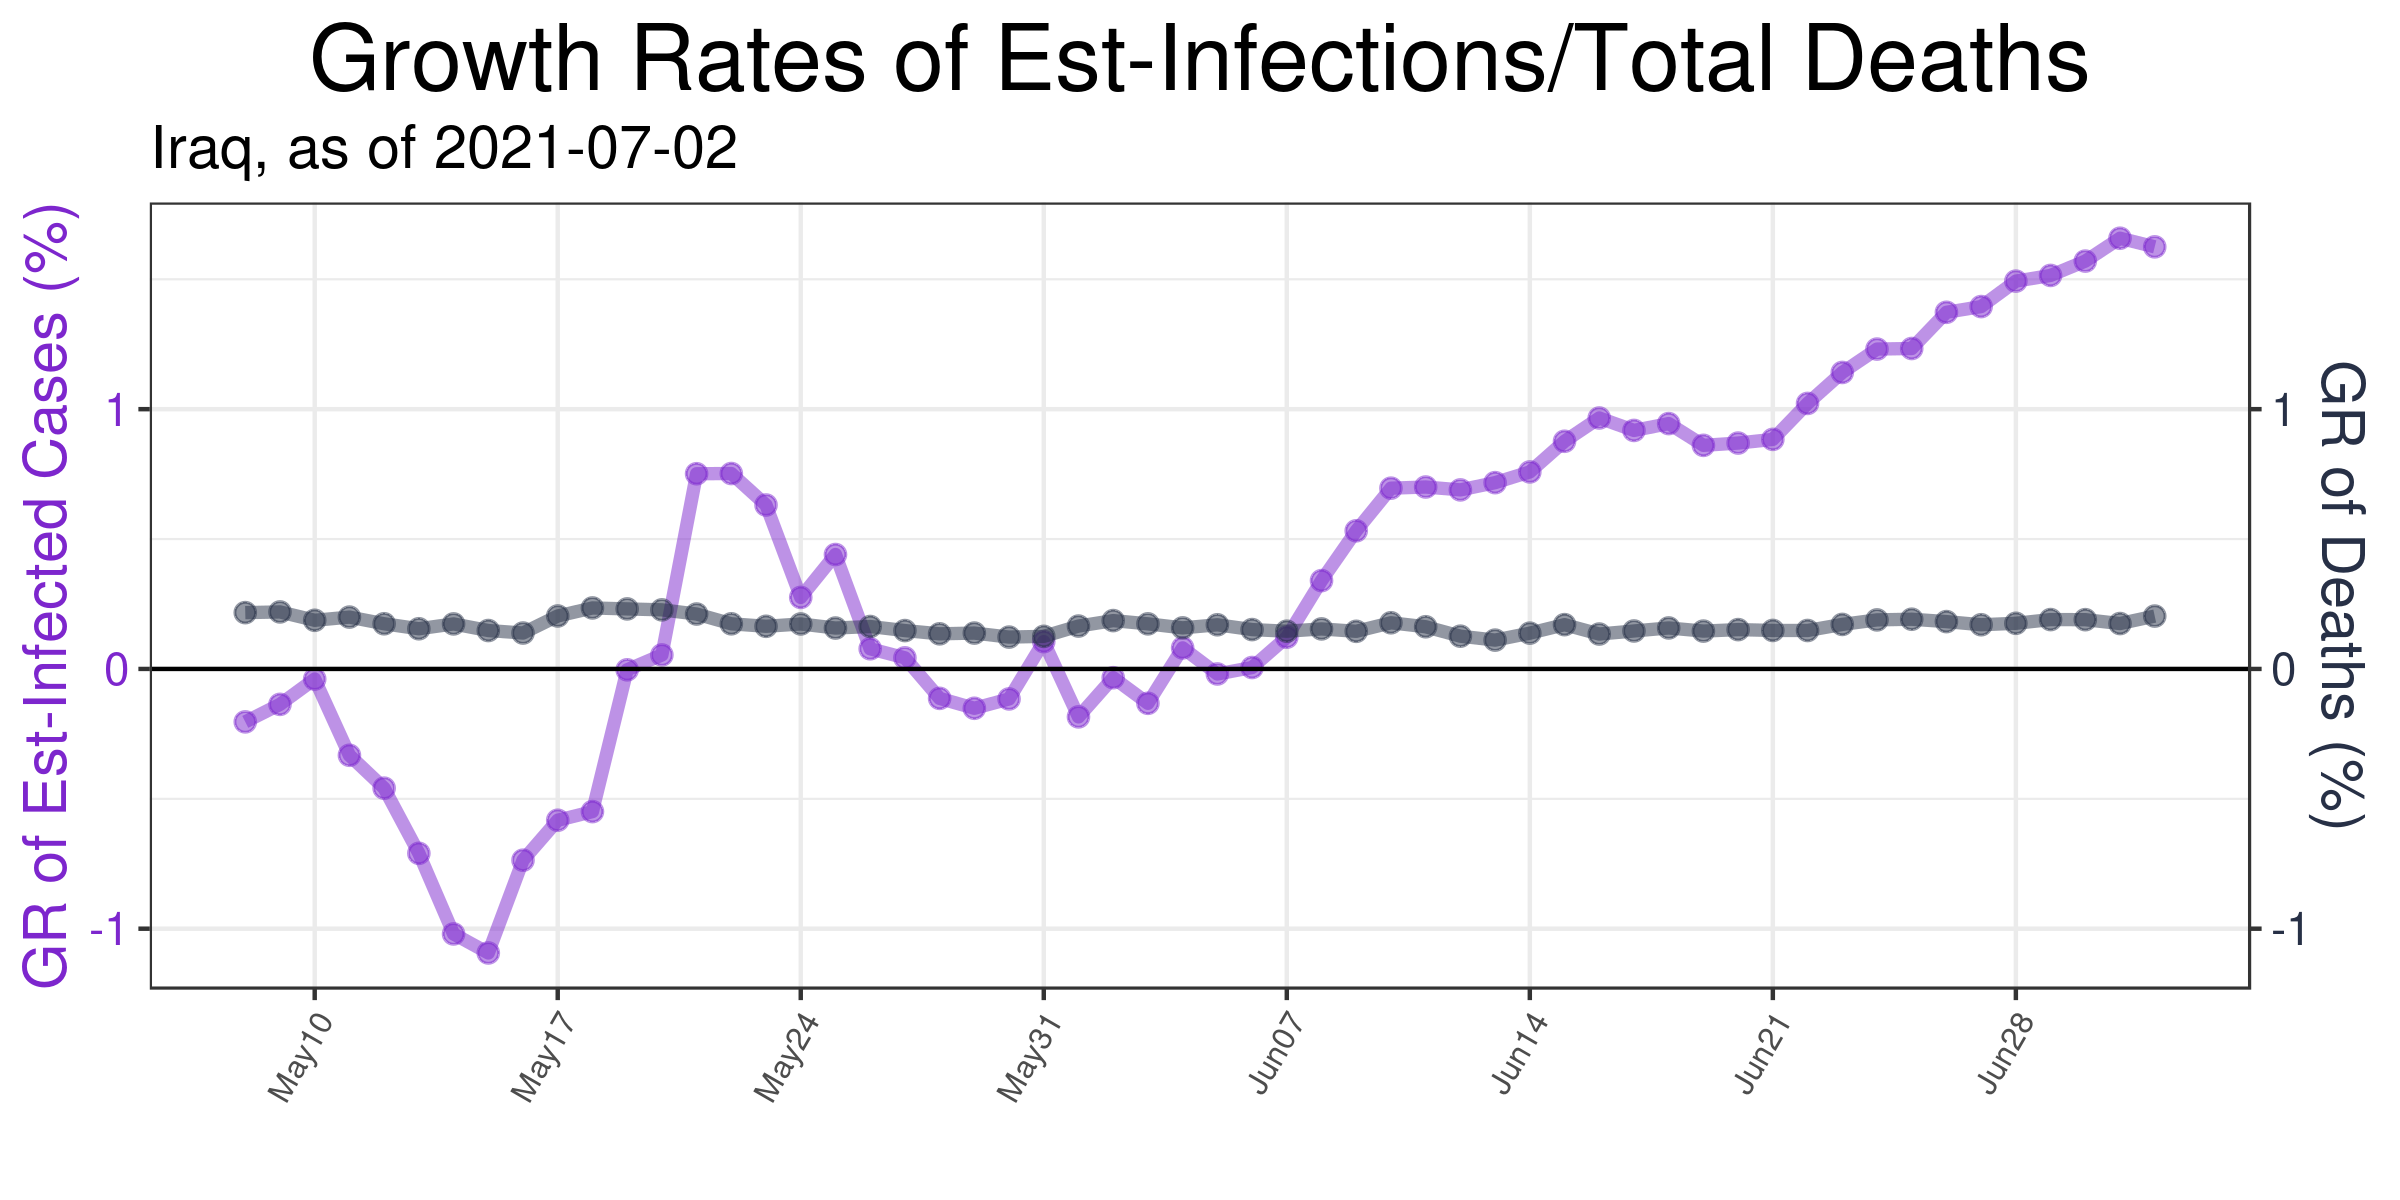 Growth Rates of Est-Infections/Total Deaths
Iraq, as of 2021-07-02
GR of Est-Infected Cases (%)
1
0
-1
GR of Deaths (%)
1
0
-1
May10
May17
May24
May31
Jun07
Jun14
Jun21
Jun28